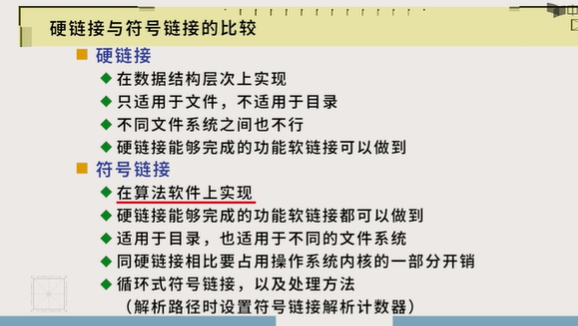 硬链接与符号链接的比较
硬链接
在数据结构层次上实现
只适用于文件，不适用于目录
不同文件系统之间也不行
硬链接能够完成的功能软链接可以做到
符号链接
在算法软件上实现
硬链接能够完成的功能软链接都可以做到
适用于目录，也适用于不同的文件系统
同硬链接相比要占用操作系统内核的一部分开销
循环式符号链接，以及处理方法
（解析路径时设置符号链接解析计数器）